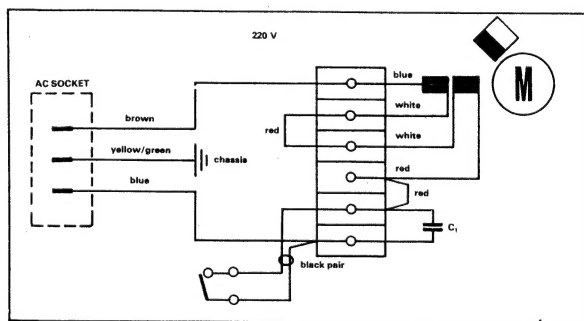 220 V
AC SOCKET
brown
yellow/green
chassis
blue
blue
white
red
white
red
red
C₁
black pair
M